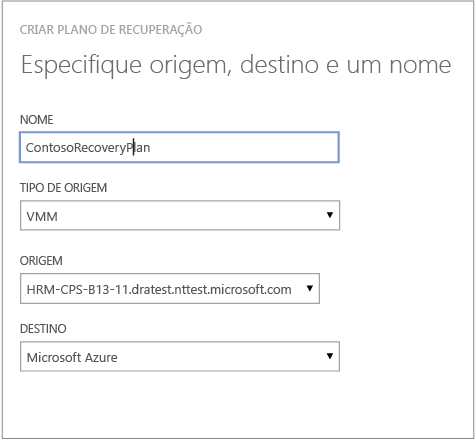 CRIAR PLANO DE RECUPERAÇÃO
Especifique origem, destino e um nome
NOME
ContosoRecoveryPlan
TIPO DE ORIGEM
VMM
ORIGEM
HRM-CPS-B13-11.dratest.nttest.microsoft.com
DESTINO
Microsoft Azure